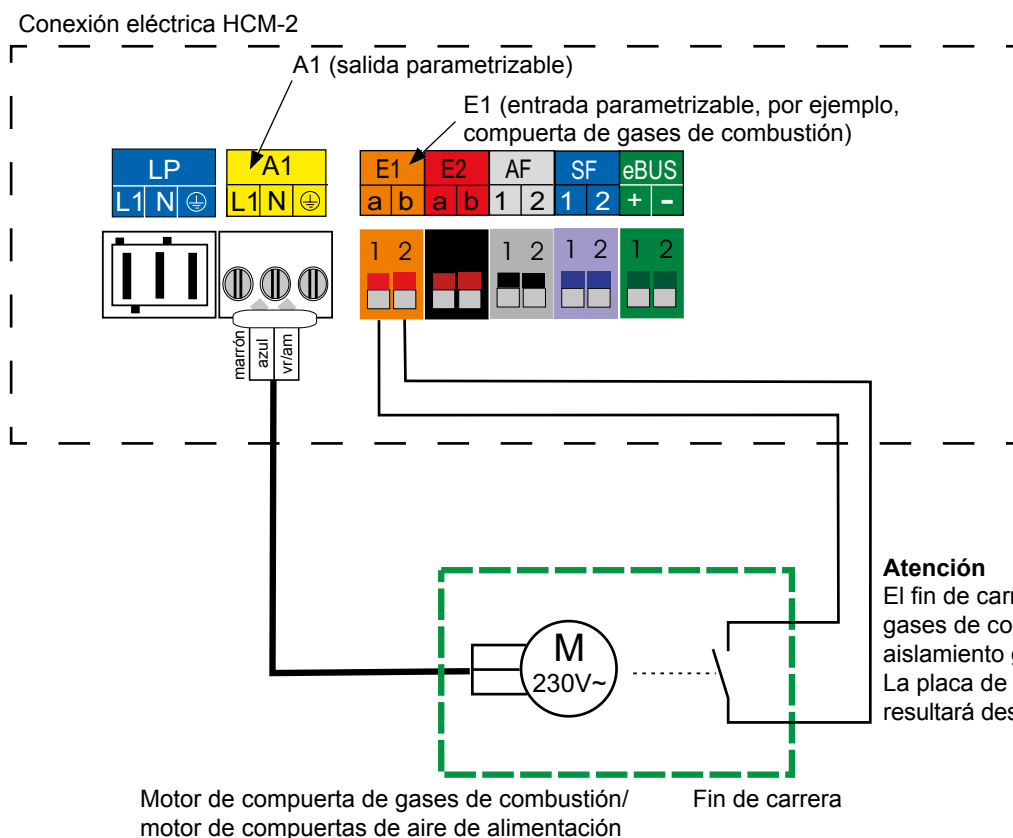 Conexión eléctrica HCM-2
A1 (salida parametrizable)
E1 (entrada parametrizable, por ejemplo,
compuerta de gases de combustión)
LP A1 E1 E2 AF SF eBUS
L1 N L1 N a b a b 1 2 1 2 + -
1 2 1 2 1 2 1 2
marrón
azul
vr/am
Atención
El fin de
gases de
aislamiento
La placa de
resultará
M
230V~
Motor de compuerta de gases de combustión/
motor de compuertas de aire de alimentación
Fin de carrera